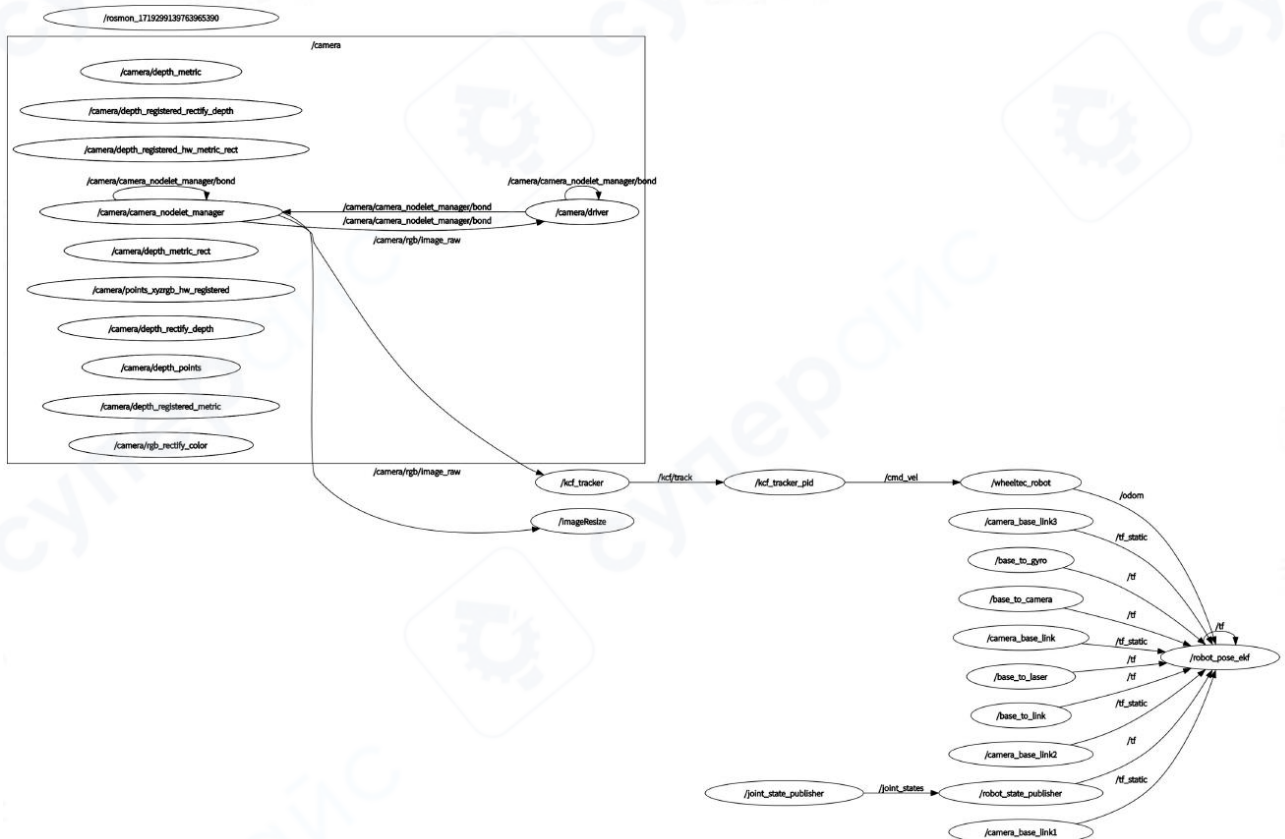 /rosmon_1719299139763965390
/camera
/camera/depth_metric
/camera/depth_registered_rectify_depth
/camera/depth_registered_hw_metric_rect
/camera/camera_nodelet_manager/bond
/camera/camera_nodelet_manager/bond
/camera/camera_nodelet_manager
/camera/camera_nodelet_manager/bond
/camera/camera_nodelet_manager/bond
/camera/driver
/camera/rgb/image_raw
/camera/depth_metric_rect
/camera/points_xyzrgb_hw_registered
/camera/depth_rectify_depth
/camera/depth_points
/camera/depth_registered_metric
/camera/rgb_rectify_color
/camera/rgb/image_raw
/kcf_tracker
/kcf/track
/kcf_tracker_pid
/cmd_vel
/wheeltec_robot
/odom
/imageResize
/camera_base_link3
/tf_static
/base_to_gyro
/tf
/base_to_camera
/tf
/camera_base_link
/tf_static
/tf
/robot_pose_ekf
/base_to_laser
/tf
/base_to_link
/tf
/tf_static
/camera_base_link2
/tf
/joint_state_publisher
/joint_states
/robot_state_publisher
/tf_static
/camera_base_link1
суперайс
суперайс